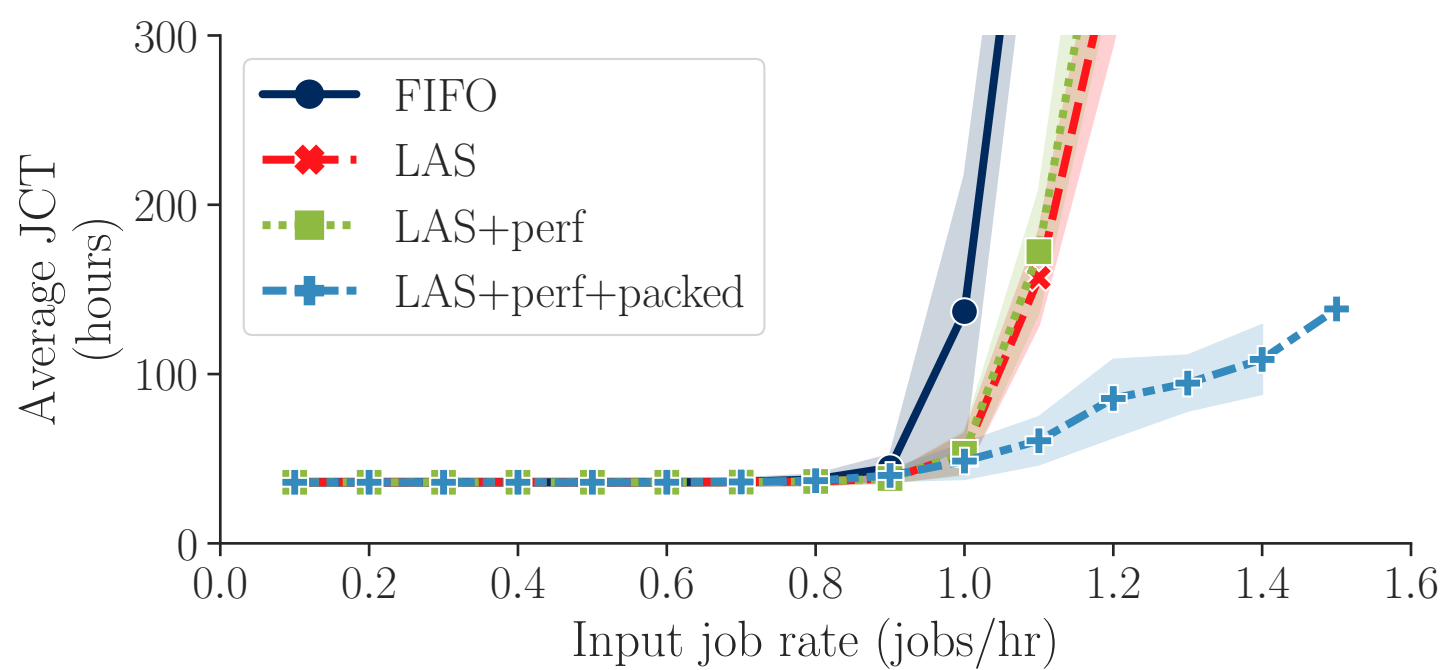 300
200
100
0
Average JCT
(hours)
FIFO
LAS
LAS+perf
LAS+perf+packed
0.0 0.2 0.4 0.6 0.8 1.0 1.2 1.4 1.6
Input job rate (jobs/hr)